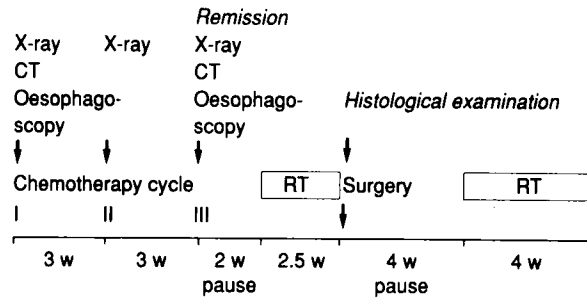 Remission
X-ray X-ray X-ray
CT CT
Oesophago- Oesophago- Histological examination
scopy scopy
Chemotherapy cycle RT Surgery RT
I II III
3 w 3 w 2 w 2.5 w 4 w 4 w
pause pause